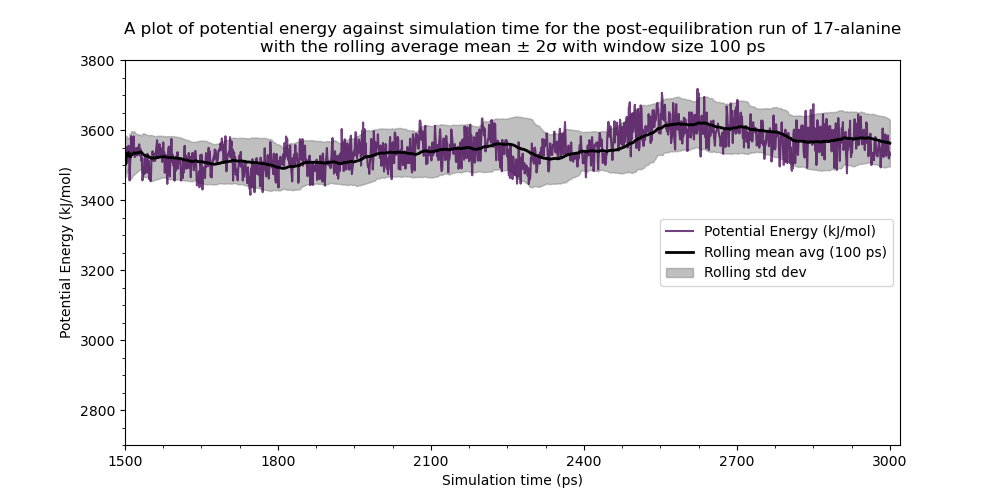 A plot of potential energy against simulation time for the post-equilibration run of 17-alanine
with the rolling average mean ± 2σ with window size 100 ps
Potential Energy (kJ/mol)
3800
3600
3400
3200
3000
2800
Potential Energy (kJ/mol)
Rolling mean avg (100 ps)
Rolling std dev
1500 1800 2100 2400 2700 3000
Simulation time (ps)